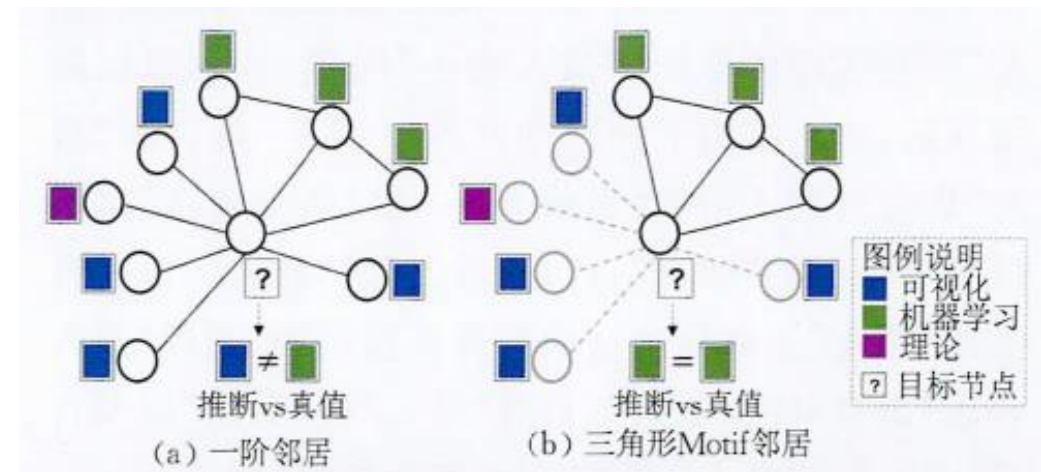 ?
?
≠
=
推断vs真值
推断vs真值
(a)一阶邻居
(b)三角形Motif邻居
图例说明
可视化
机器学习
理论
? 目标节点